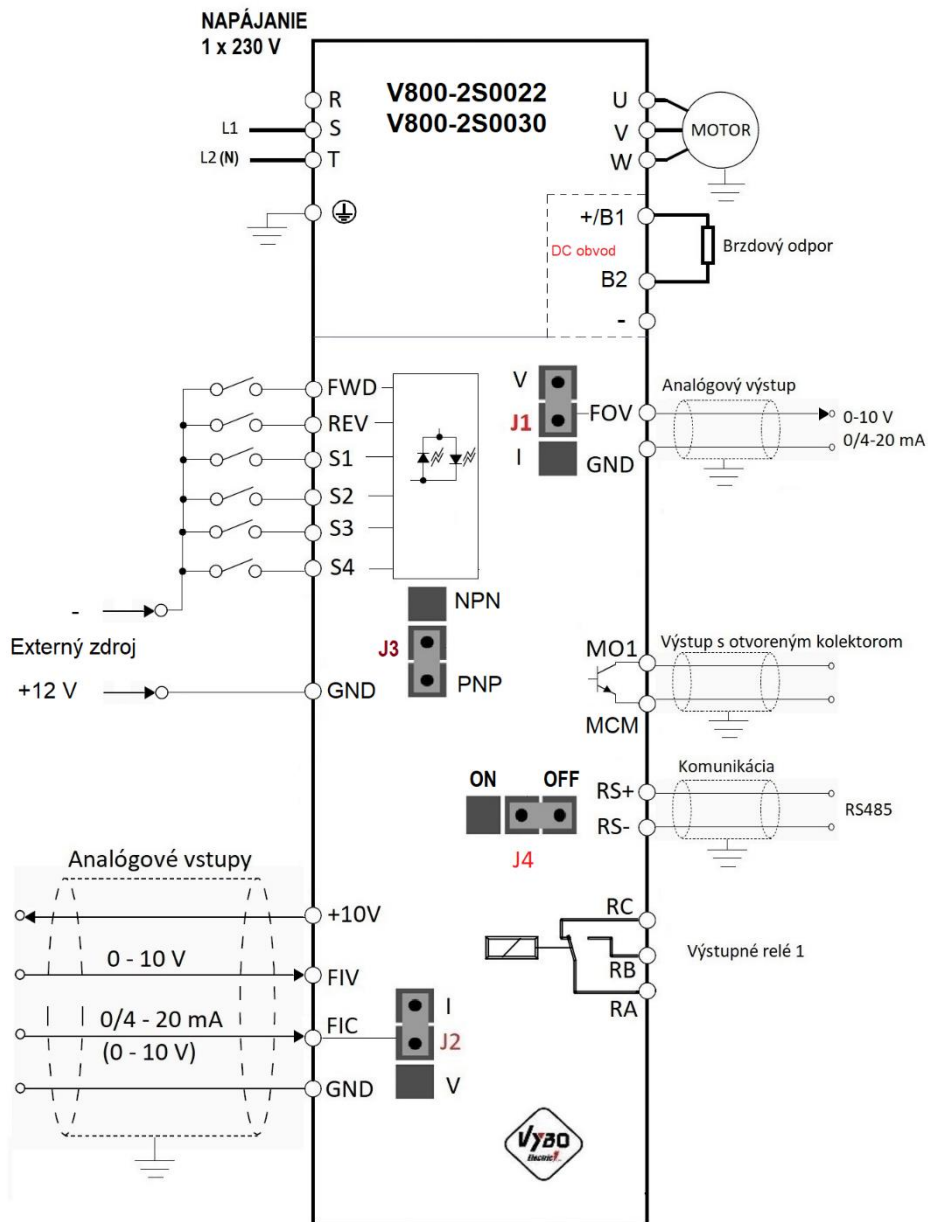 NAPÁJANIE
1 x 230 V
V800-2S0022
V800-2S0030
R
L1
S
L2 (N)
T
U
V
W
MOTOR
+/B1
DC obvod
B2
-
Brzdový odpor
FWD
REV
S1
S2
S3
S4
V
J1
I
FOV
GND
Analógový výstup
0-10 V
0/4-20 mA
NPN
J3
PNP
-
Externý zdroj
+12 V
GND
MO1
MCM
Výstup s otvoreným kolektorom
ON OFF
J4
RS+
RS-
Komunikácia
RS485
Analógové vstupy
+10V
0 - 10 V
FIV
0/4 - 20 mA
(0 - 10 V)
FIC
GND
I
J2
V
RC
RB
RA
Výstupné relé 1
VYBO
Electric